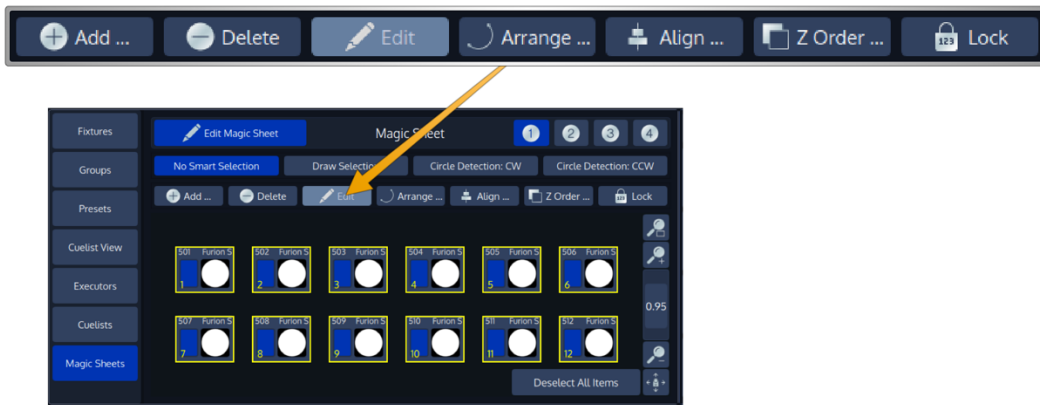 Add ... Delete Edit Arrange ... Align ... Z Order ... 123 Lock
Fixtures Edit Magic Sheet Magic Sheet 1 2 3 4
Groups No Smart Selection Draw Selection Circle Detection: CW Circle Detection: CCW
Presets Add ... Delete Edit Arrange ... Align ... Z Order ... Lock
Cuelist View
501 Furion S 502 Furion S 503 Furion S 504 Furion S 505 Furion S 506 Furion S
1 2 3 4 5 6
Executors
0.95
Cuelists
507 Furion S 508 Furion S 509 Furion S 510 Furion S 511 Furion S 512 Furion S
7 8 9 10 11 12
Magic Sheets
Deselect All Items